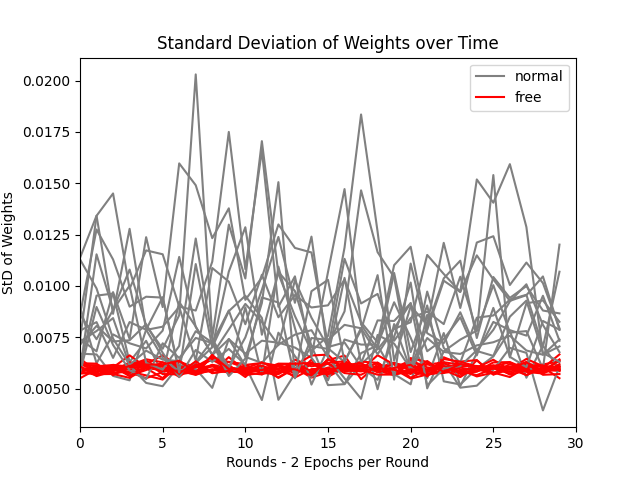 Standard Deviation of Weights over Time
normal
free
0.0200
0.0175
0.0150
0.0125
0.0100
0.0075
0.0050
StD of Weights
0 5 10 15 20 25 30
Rounds - 2 Epochs per Round